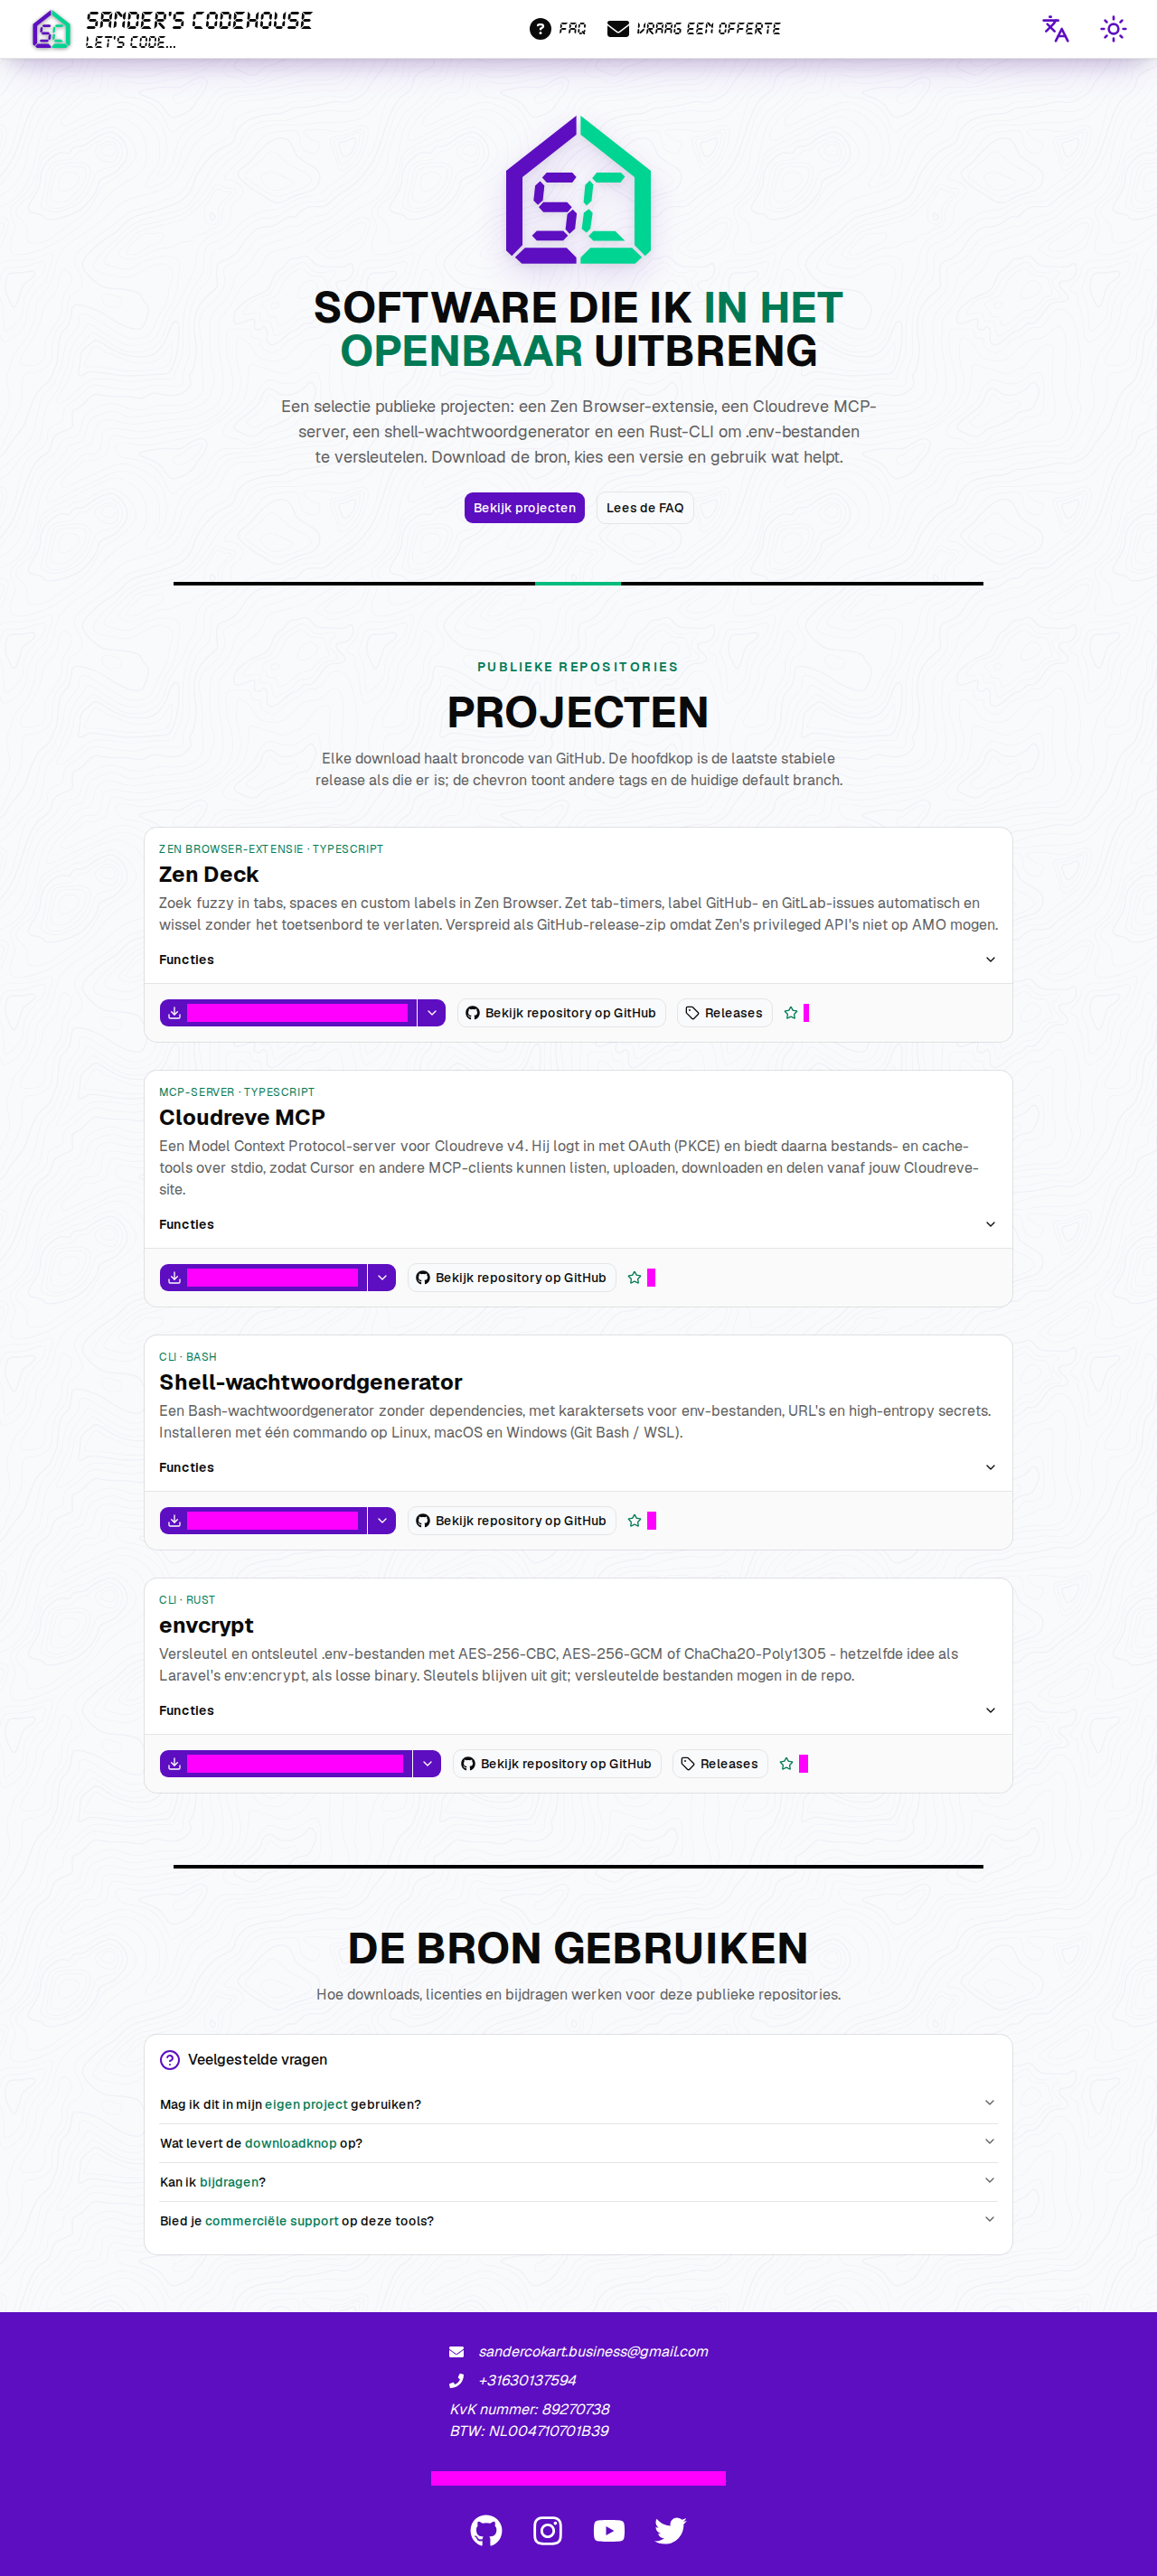 SANDER'S CODEHOUSE
LET'S CODE...
FAQ
VRAAG EEN OFFERTE
SC
SOFTWARE DIE IK IN HET
OPENBAAR UITBRENG
Een selectie publieke projecten: een Zen Browser-extensie, een Cloudreve MCP-
server, een shell-wachtwoordgenerator en een Rust-CLI om .env-bestanden
te versleutelen. Download de bron, kies een versie en gebruik wat helpt.
Bekijk projecten
Lees de FAQ
PUBLIEKE REPOSITORIES
PROJECTEN
Elke download haalt broncode van GitHub. De hoofdkop is de laatste stabiele
release als die er is; de chevron toont andere tags en de huidige default branch.
ZEN BROWSER-EXTENSIE · TYPESCRIPT
Zen Deck
Zoek fuzzy in tabs, spaces en custom labels in Zen Browser. Zet tab-timers, label GitHub- en GitLab-issues automatisch en
wissel zonder het toetsenbord te verlaten. Verspreid als GitHub-release-zip omdat Zen's privileged API's niet op AMO mogen.
Functies
Bekijk repository op GitHub
Releases
MCP-SERVER · TYPESCRIPT
Cloudreve MCP
Een Model Context Protocol-server voor Cloudreve v4. Hij logt in met OAuth (PKCE) en biedt daarna bestands- en cache-
tools over stdio, zodat Cursor en andere MCP-clients kunnen listen, uploaden, downloaden en delen vanaf jouw Cloudreve-
site.
Functies
Bekijk repository op GitHub
CLI · BASH
Shell-wachtwoordgenerator
Een Bash-wachtwoordgenerator zonder dependencies, met karaktersets voor env-bestanden, URL's en high-entropy secrets.
Installeren met één commando op Linux, macOS en Windows (Git Bash / WSL).
Functies
Bekijk repository op GitHub
CLI · RUST
envcrypt
Versleutel en ontsleutel .env-bestanden met AES-256-CBC, AES-256-GCM of ChaCha20-Poly1305 - hetzelfde idee als
Laravel's env:encrypt, als losse binary. Sleutels blijven uit git; versleutelde bestanden mogen in de repo.
Functies
Bekijk repository op GitHub
Releases
DE BRON GEBRUIKEN
Hoe downloads, licenties en bijdragen werken voor deze publieke repositories.
Veelgestelde vragen
Mag ik dit in mijn eigen project gebruiken?
Wat levert de downloadknop op?
Kan ik bijdragen?
Bied je commerciële support op deze tools?
sandercokart.business@gmail.com
+31630137594
KvK nummer: 89270738
BTW: NL004710701B39